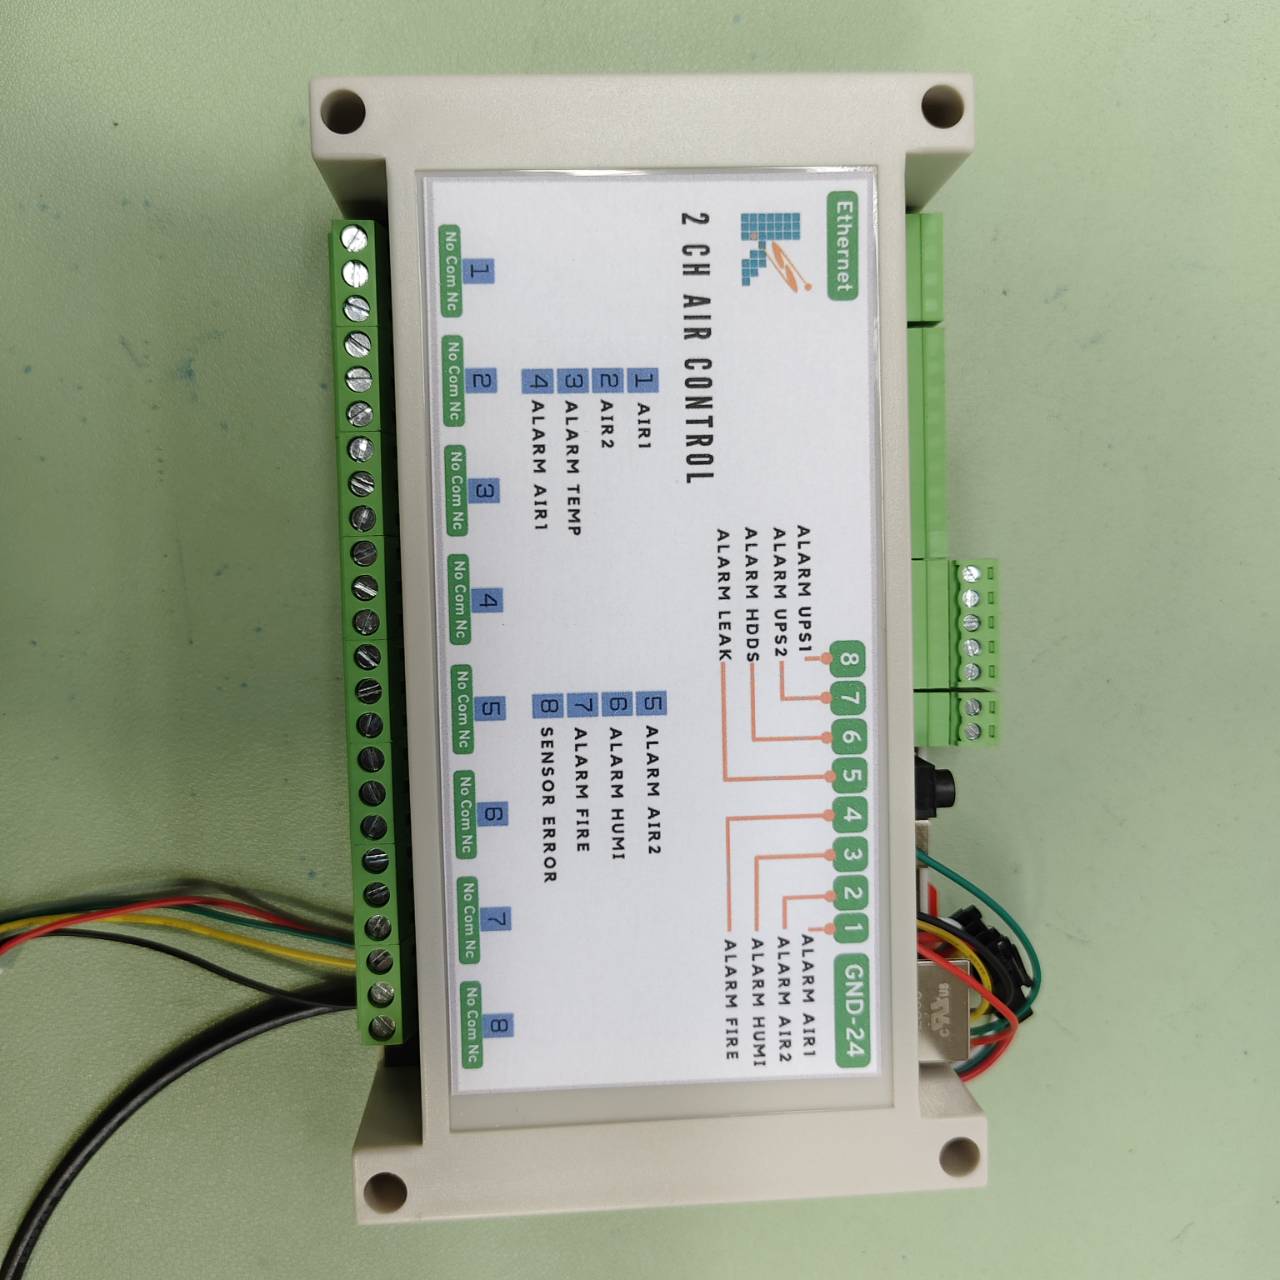 Ethernet
8 7 6 5 4 3 2 1 GND-24
ALARM UPS1
ALARM UPS2
ALARM HDDS
ALARM LEAK
ALARM AIR1
ALARM AIR2
ALARM HUMI
ALARM FIRE
2 CH AIR CONTROL
1 AIR1
2 AIR2
3 ALARM TEMP
4 ALARM AIR1
5 ALARM AIR2
6 ALARM HUMI
7 ALARM FIRE
8 SENSOR ERROR
1 2 3 4 5 6 7 8
No Com Nc No Com Nc No Com Nc No Com Nc No Com Nc No Com Nc No Com Nc No Com Nc